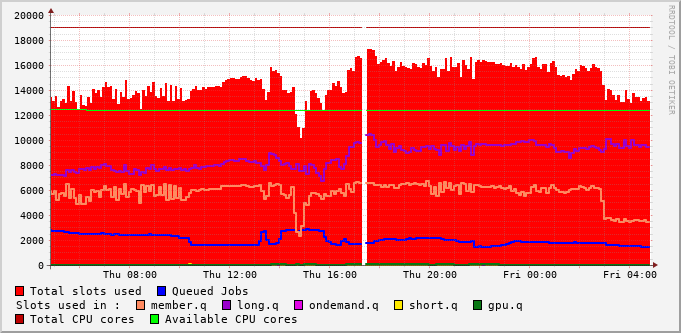 20000
18000
16000
14000
12000
10000
8000
6000
4000
2000
0
Thu 08:00 Thu 12:00 Thu 16:00 Thu 20:00 Fri 00:00 Fri 04:00
RRDTOOL / TOBI OETIKER
Total slots used Queued Jobs
Slots used in : member.q long.q ondemand.q short.q gpu.q
Total CPU cores Available CPU cores